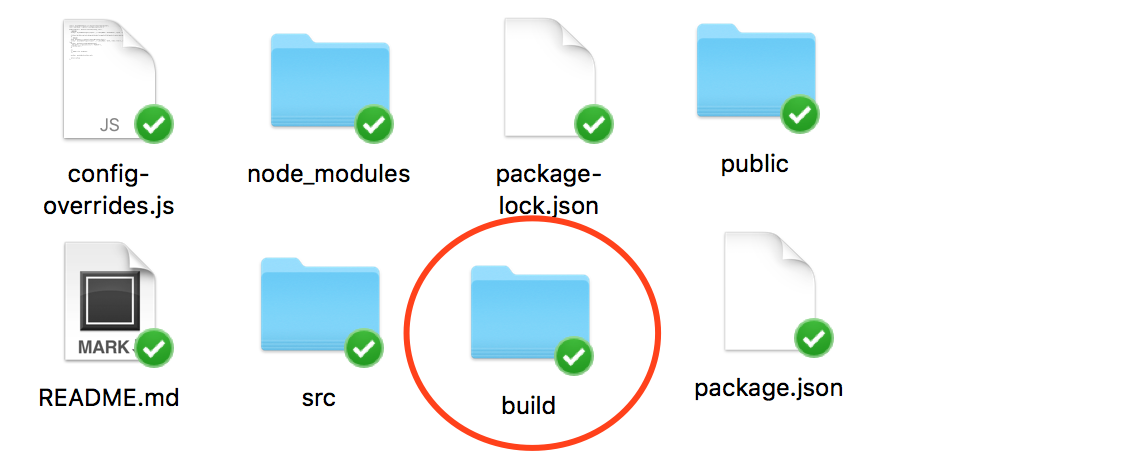 JS
config-
overrides.js
node_modules
package-
lock.json
public
MARK
README.md
src
build
package.json